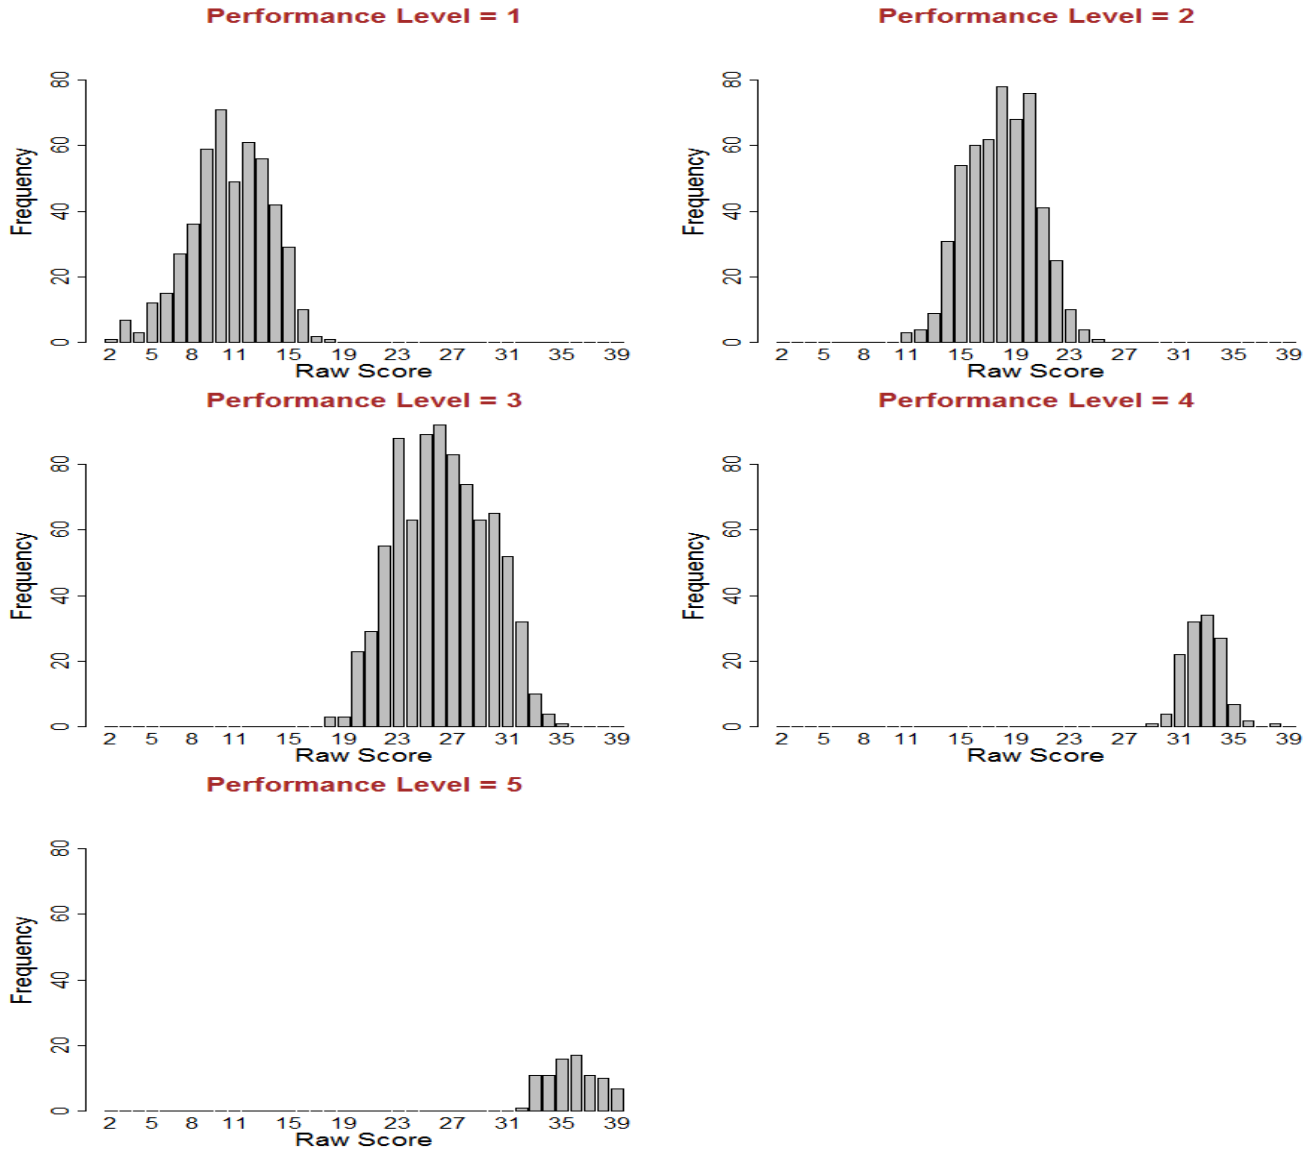 Performance Level = 1
80
60
40
20
0
Frequency
2 5 8 11 15 19 23 27 31 35 39
Raw Score
Performance Level = 2
80
60
40
20
0
Frequency
2 5 8 11 15 19 23 27 31 35 39
Raw Score
Performance Level = 3
80
60
40
20
0
Frequency
2 5 8 11 15 19 23 27 31 35 39
Raw Score
Performance Level = 4
80
60
40
20
0
Frequency
2 5 8 11 15 19 23 27 31 35 39
Raw Score
Performance Level = 5
80
60
40
20
0
Frequency
2 5 8 11 15 19 23 27 31 35 39
Raw Score